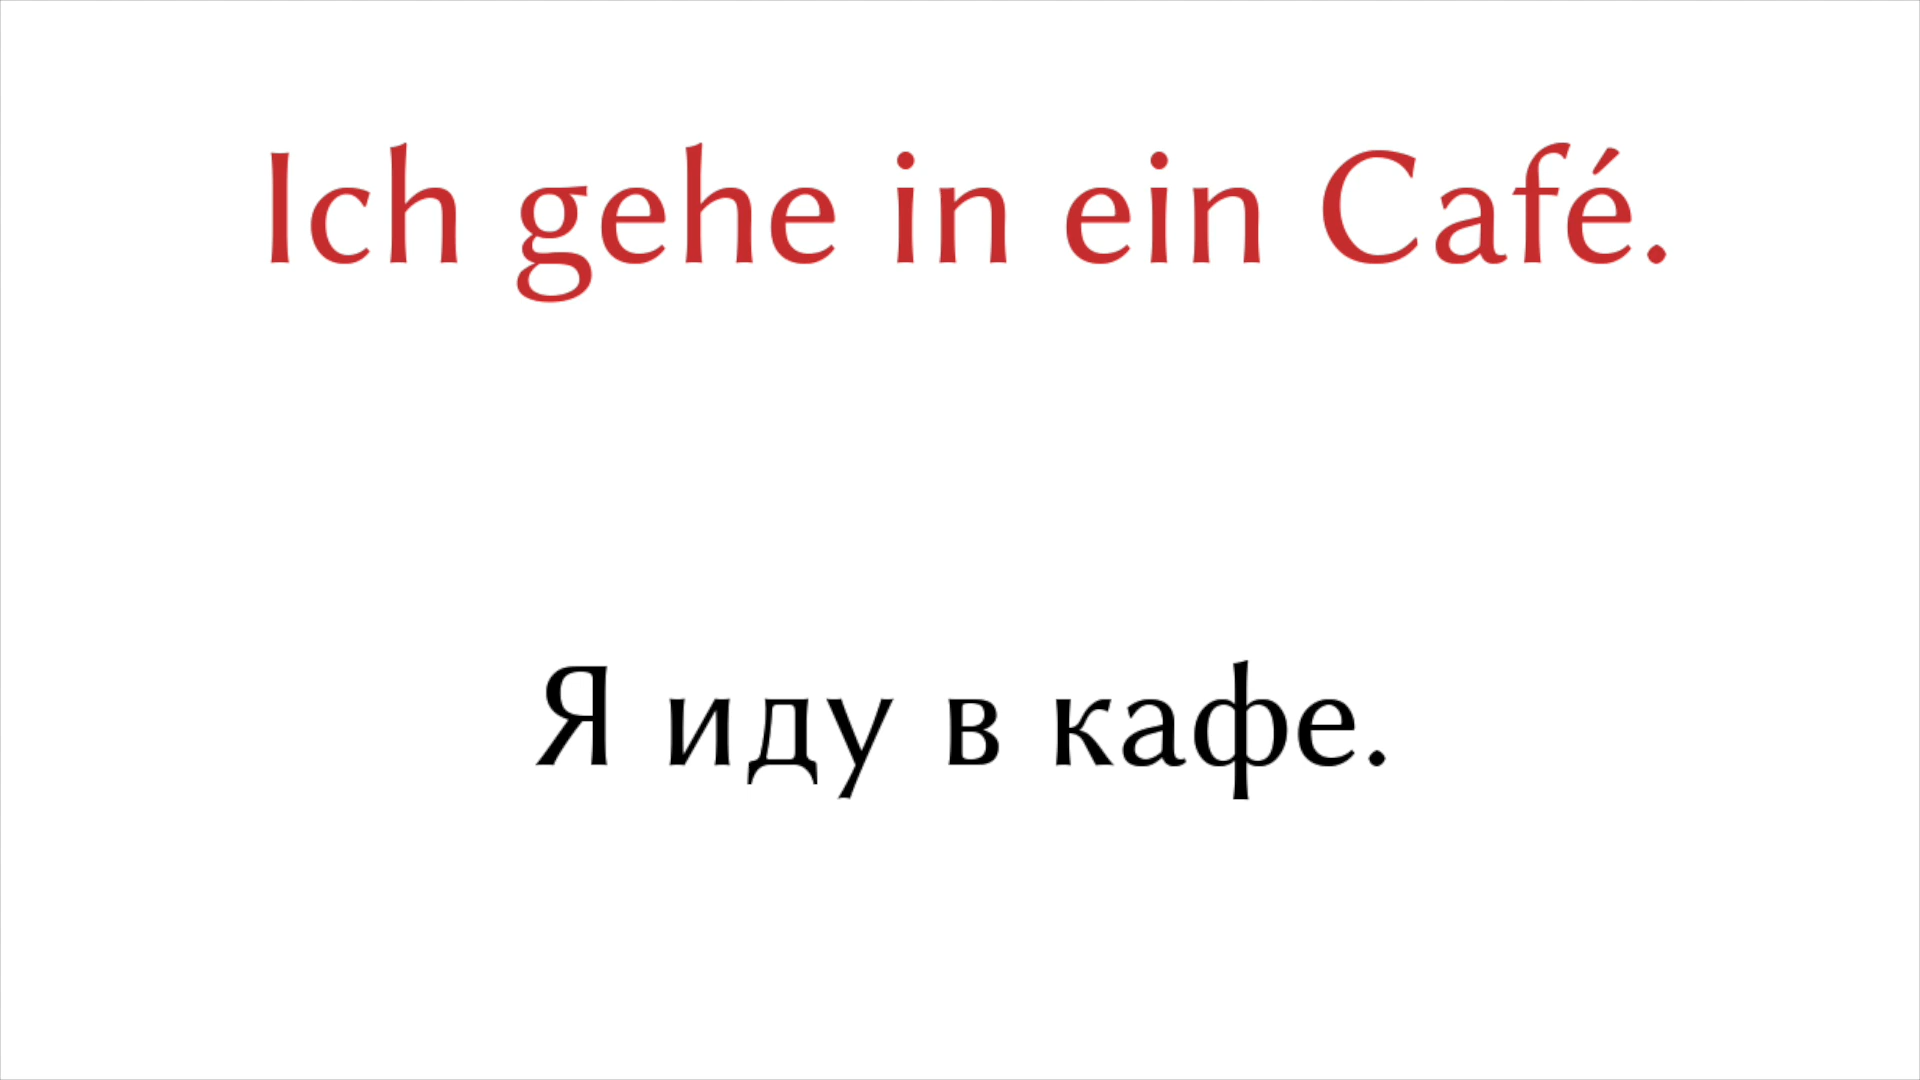 Ich gehe in ein Café.
Я иду в кафе.